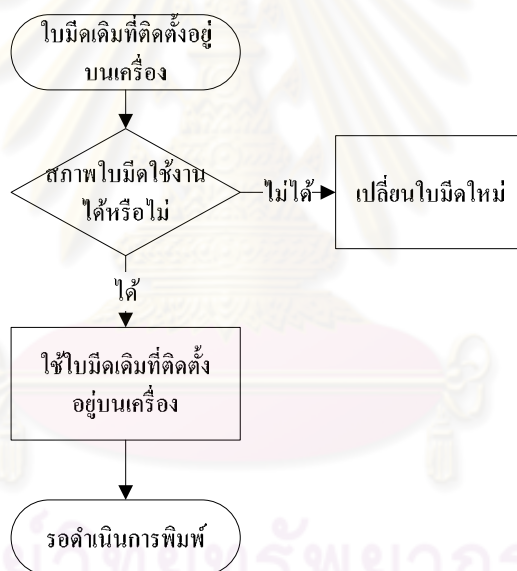 ใบมีดเดิมที่ติดตั้งอยู่
บนเครื่อง
สภาพใบมีดใช้งาน
ได้หรือไม่
ไม่ได้
เปลี่ยนใบมีดใหม่
ได้
ใช้ใบมีดเดิมที่ติดตั้ง
อยู่บนเครื่อง
รอดำเนินการพิมพ์